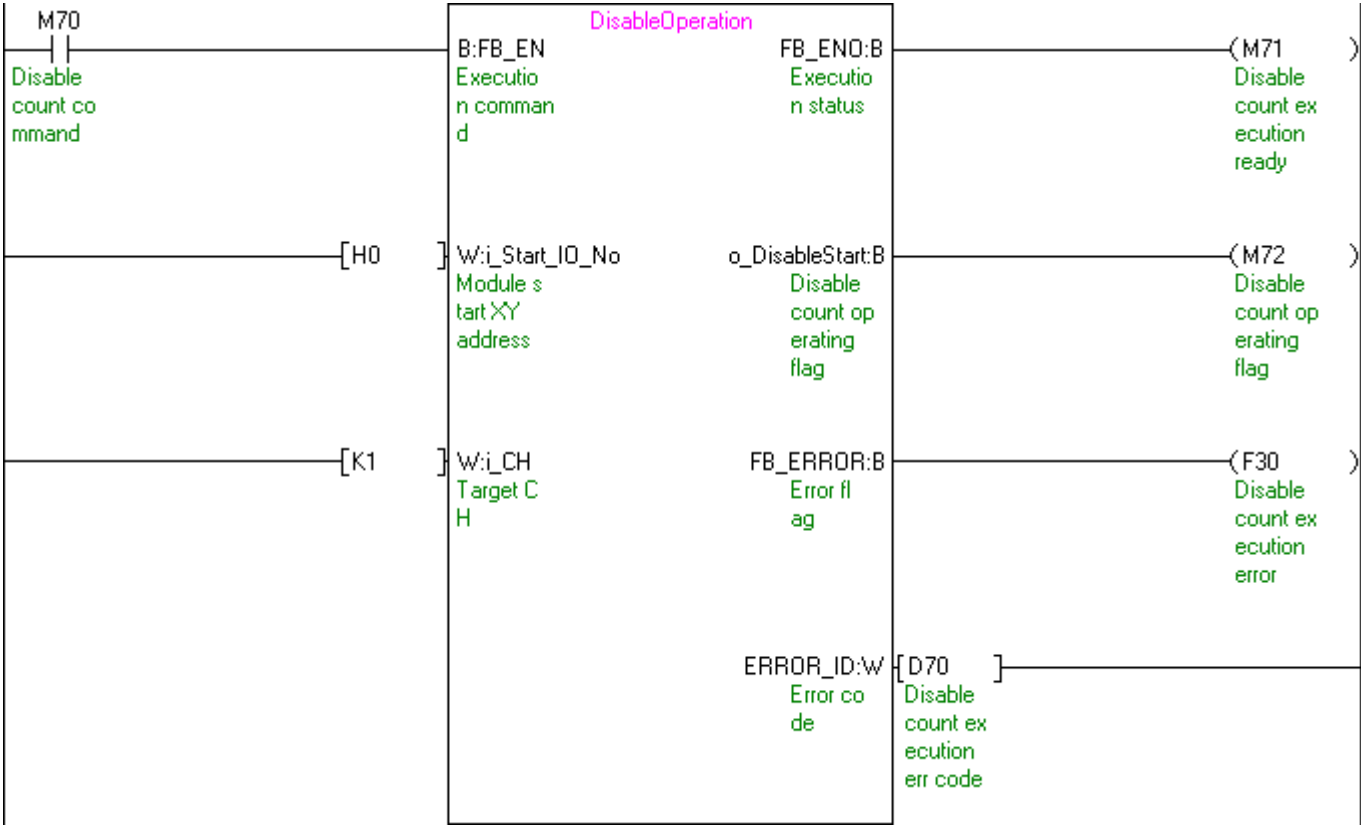 M70
DisableOperation
B:FB_EN
FB_ENO:B
(M71 )
Disable
count co
mmand
Executio
n comman
d
Executio
n status
Disable
count ex
ecution
ready
[H0 ]
W:i_Start_IO_No
o_DisableStart:B
(M72 )
Module s
tart XY
address
Disable
count op
erating
flag
Disable
count op
erating
flag
[K1 ]
W:i_CH
FB_ERROR:B
(F30 )
Target C
H
Error fl
ag
Disable
count ex
ecution
error
ERROR_ID:W
[D70 ]
Error co
de
Disable
count ex
ecution
err code